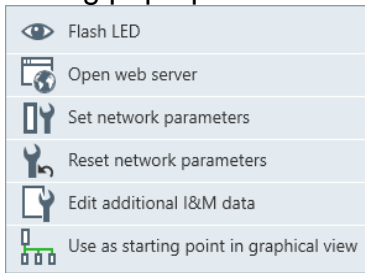 Flash LED
Open web server
Set network parameters
Reset network parameters
Edit additional I&M data
Use as starting point in graphical view